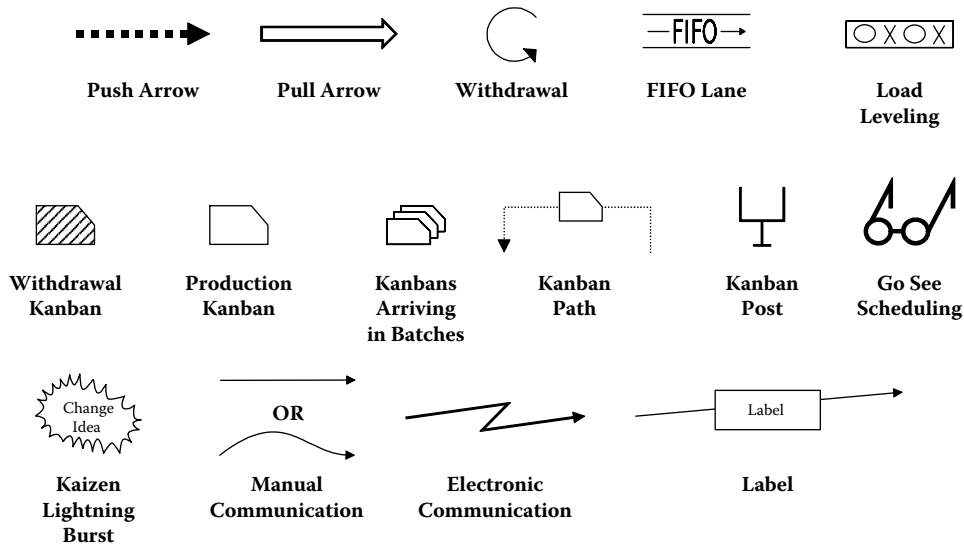 FIFO
Push Arrow
Pull Arrow
Withdrawal
FIFO Lane
Load
Leveling
Withdrawal
Kanban
Production
Kanban
Kanbans
Arriving
in Batches
Kanban
Path
Kanban
Post
Go See
Scheduling
Change
Idea
OR
Label
Kaizen
Lightning
Burst
Manual
Communication
Electronic
Communication
Label